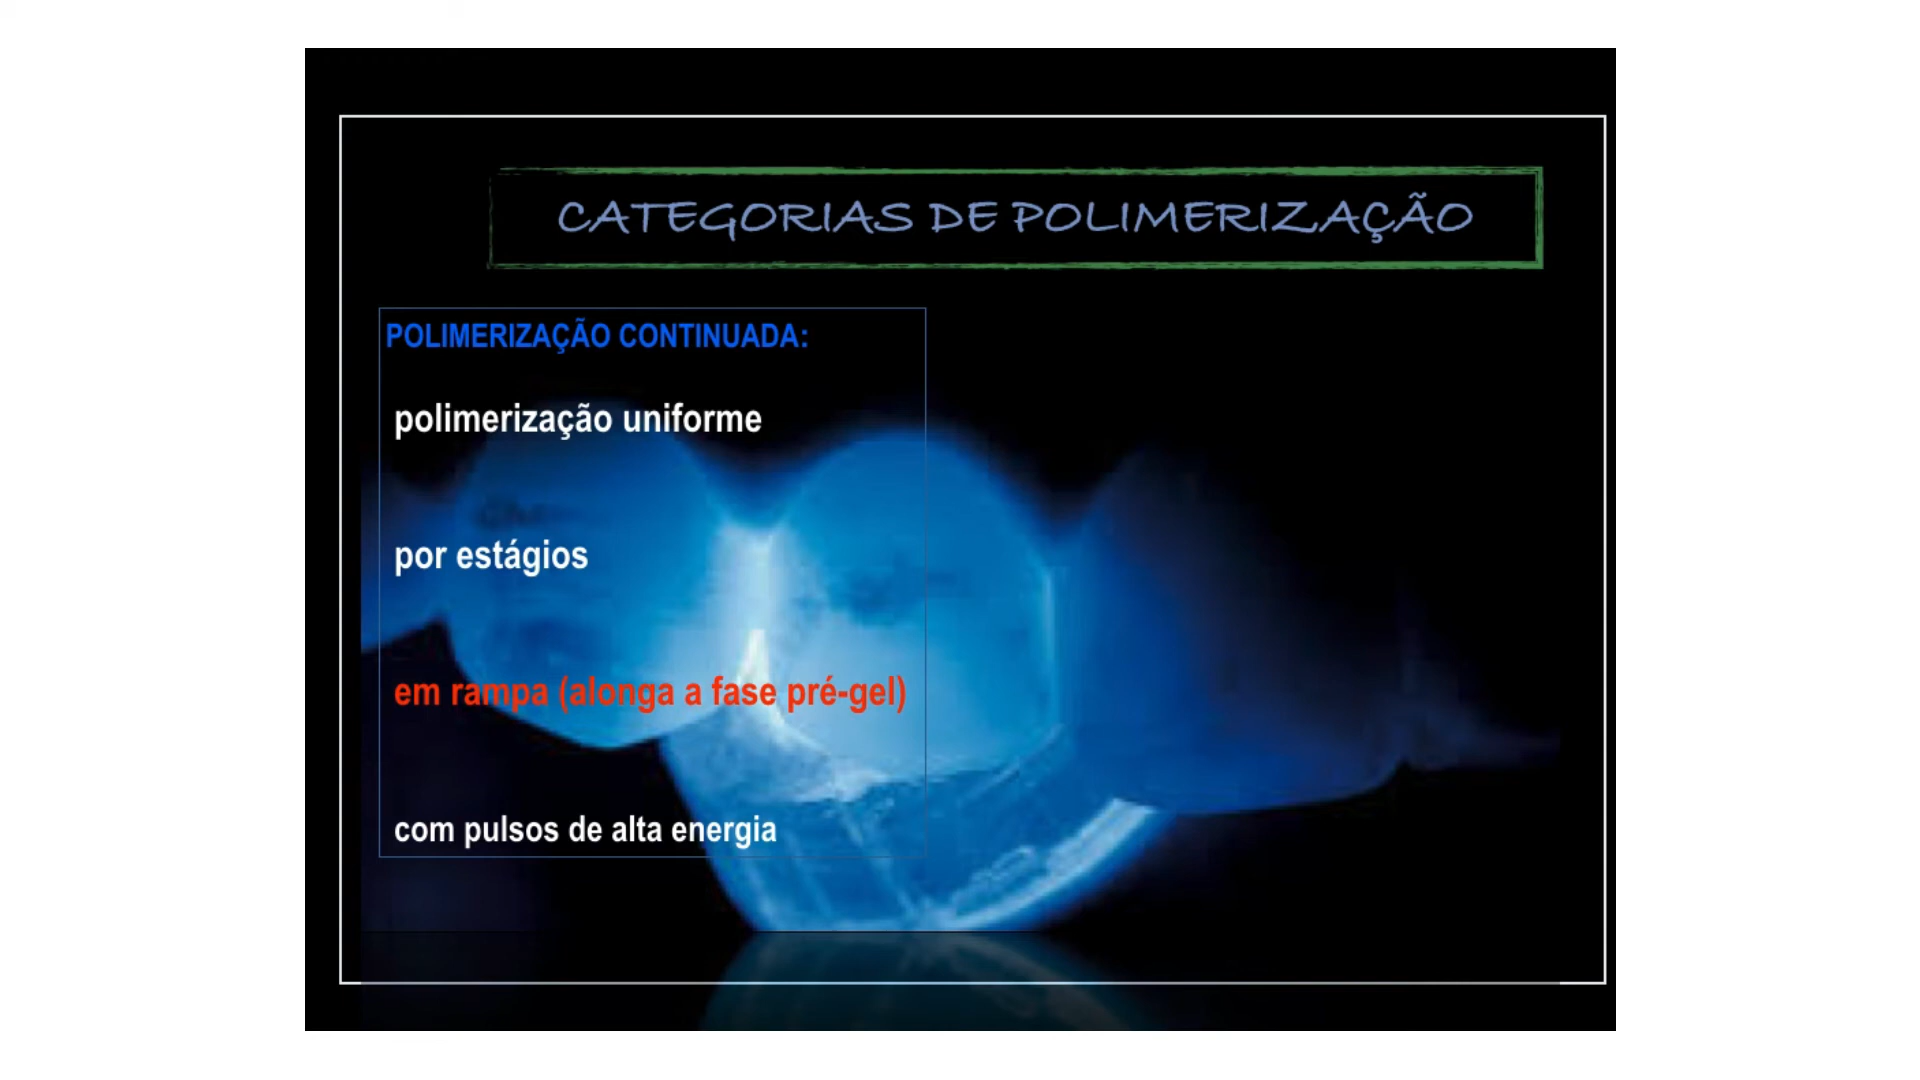 CATEGORIAS DE POLIMERIZAÇÃO
POLIMERIZAÇÃO CONTINUADA:
polimerização uniforme
por estágios
em rampa (alonga a fase pré-gel)
com pulsos de alta energia